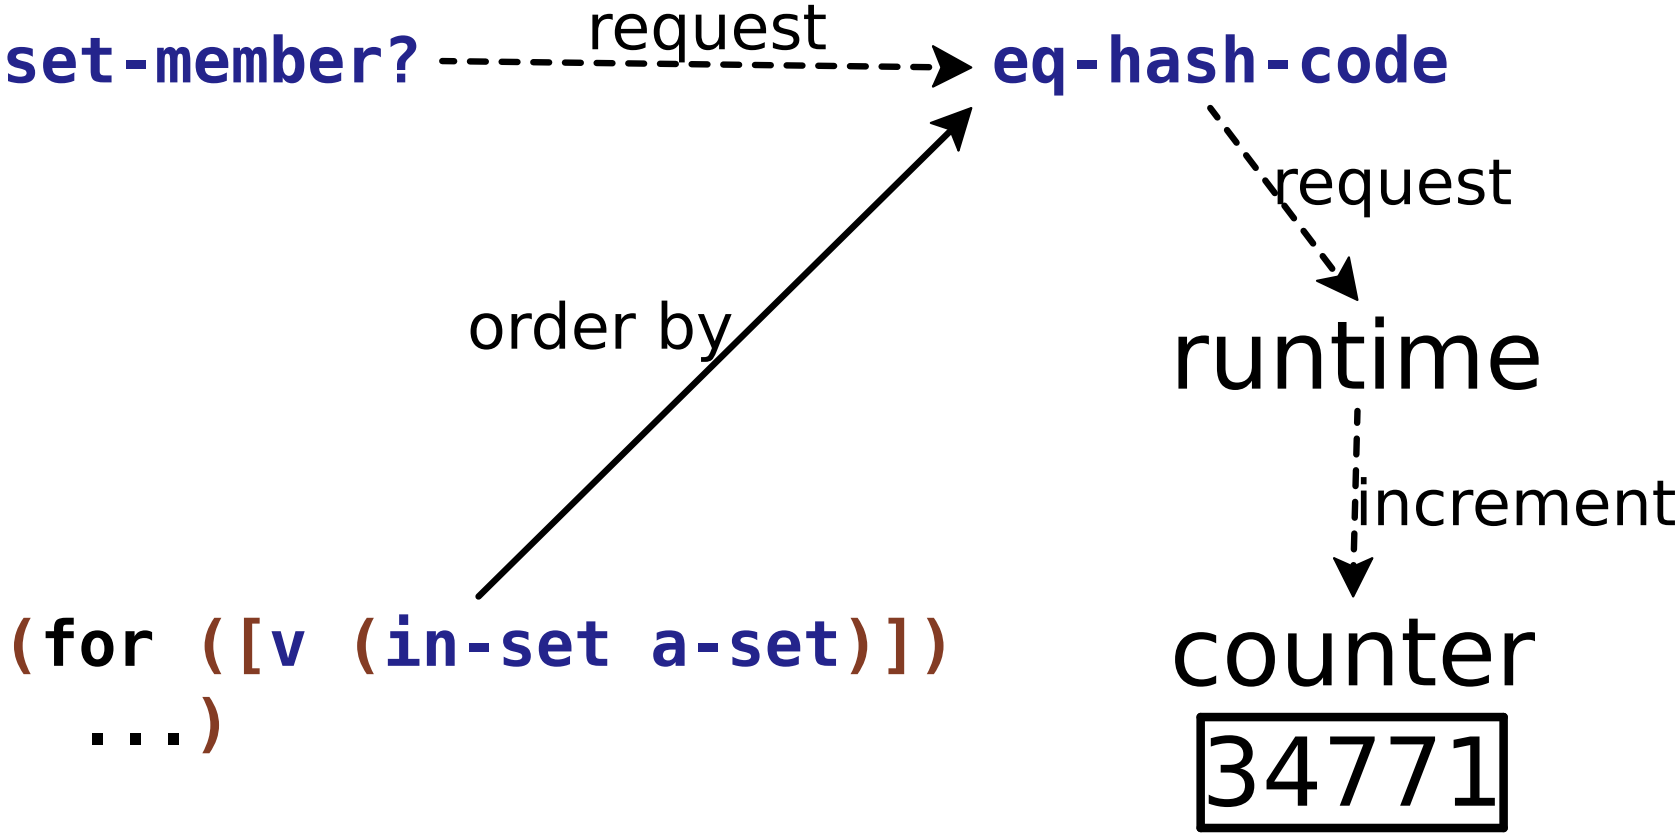 request
set-member?
eq-hash-code
request
order by
runtime
increment
(for ([v (in-set a-set)])
...)
counter
34771